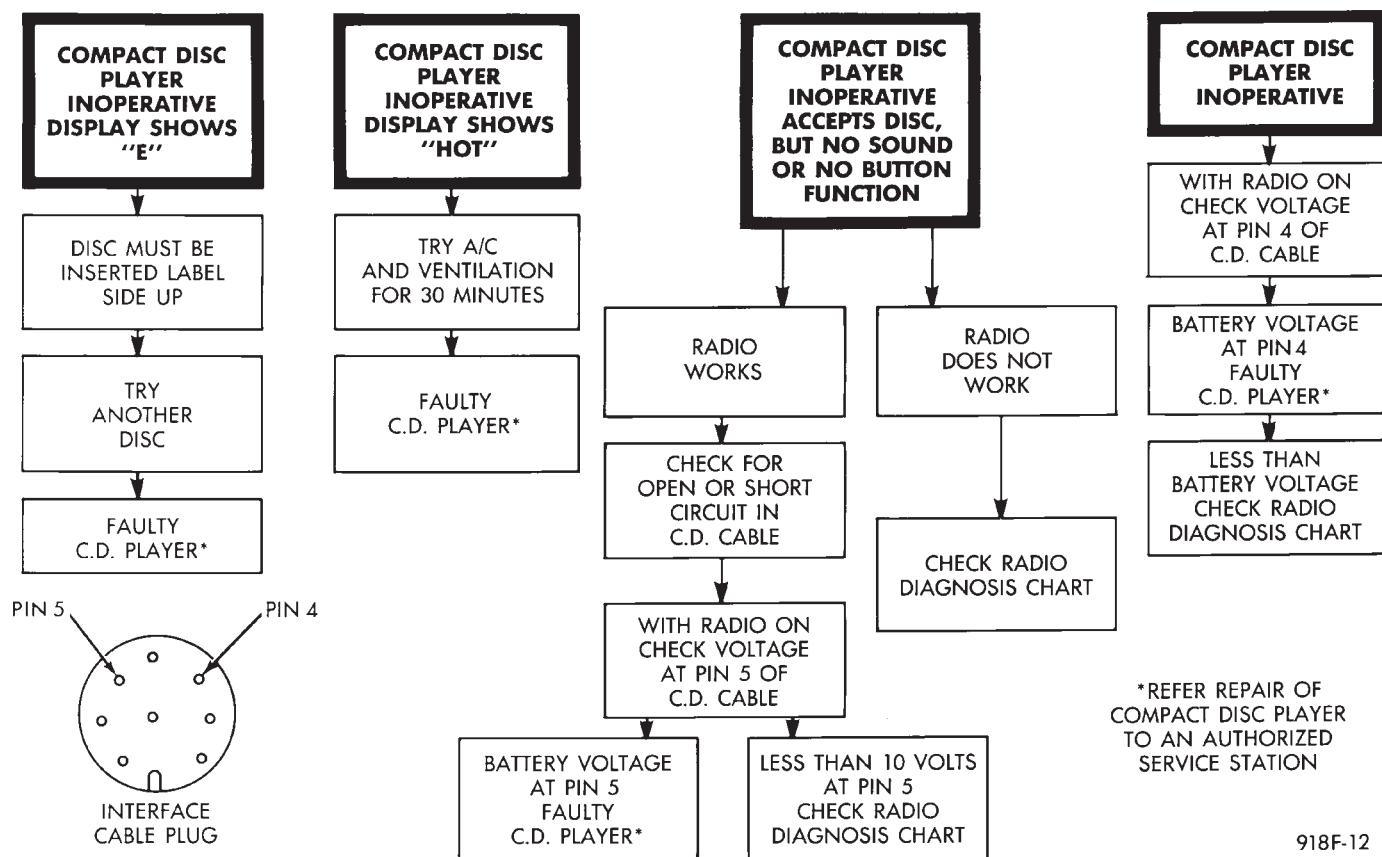 COMPACT DISC
PLAYER
INOPERATIVE
DISPLAY SHOWS
"E"
DISC MUST BE
INSERTED LABEL
SIDE UP
TRY
ANOTHER
DISC
FAULTY
C.D. PLAYER*
PIN 5
PIN 4
INTERFACE
CABLE PLUG
COMPACT DISC
PLAYER
INOPERATIVE
DISPLAY SHOWS
"HOT"
TRY A/C
AND VENTILATION
FOR 30 MINUTES
FAULTY
C.D. PLAYER*
COMPACT DISC
PLAYER
INOPERATIVE
ACCEPTS DISC,
BUT NO SOUND
OR NO BUTTON
FUNCTION
RADIO
WORKS
CHECK FOR
OPEN OR SHORT
CIRCUIT IN
C.D. CABLE
WITH RADIO ON
CHECK VOLTAGE
AT PIN 5 OF
C.D. CABLE
BATTERY VOLTAGE
AT PIN 5
FAULTY
C.D. PLAYER*
LESS THAN 10 VOLTS
AT PIN 5
CHECK RADIO
DIAGNOSIS CHART
RADIO
DOES NOT
WORK
CHECK RADIO
DIAGNOSIS CHART
COMPACT DISC
PLAYER
INOPERATIVE
WITH RADIO ON
CHECK VOLTAGE
AT PIN 4 OF
C.D. CABLE
BATTERY VOLTAGE
AT PIN 4
FAULTY
C.D. PLAYER*
LESS THAN
BATTERY VOLTAGE
CHECK RADIO
DIAGNOSIS CHART
*REFER REPAIR OF
COMPACT DISC PLAYER
TO AN AUTHORIZED
SERVICE STATION
918F-12